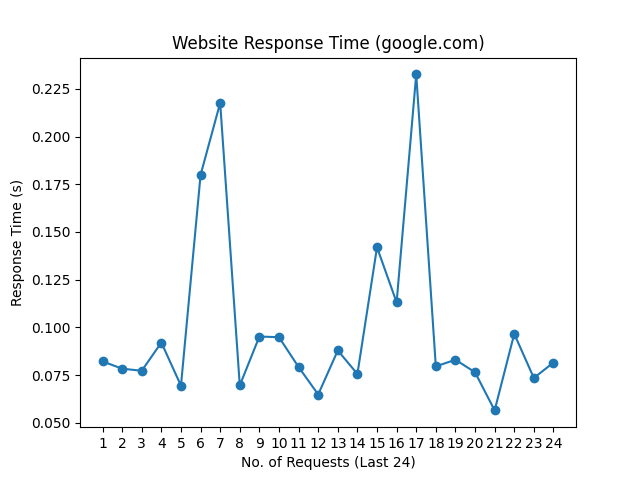 Website Response Time (google.com)
Response Time (s)
0.225
0.200
0.175
0.150
0.125
0.100
0.075
0.050
1 2 3 4 5 6 7 8 9 10 11 12 13 14 15 16 17 18 19 20 21 22 23 24
No. of Requests (Last 24)